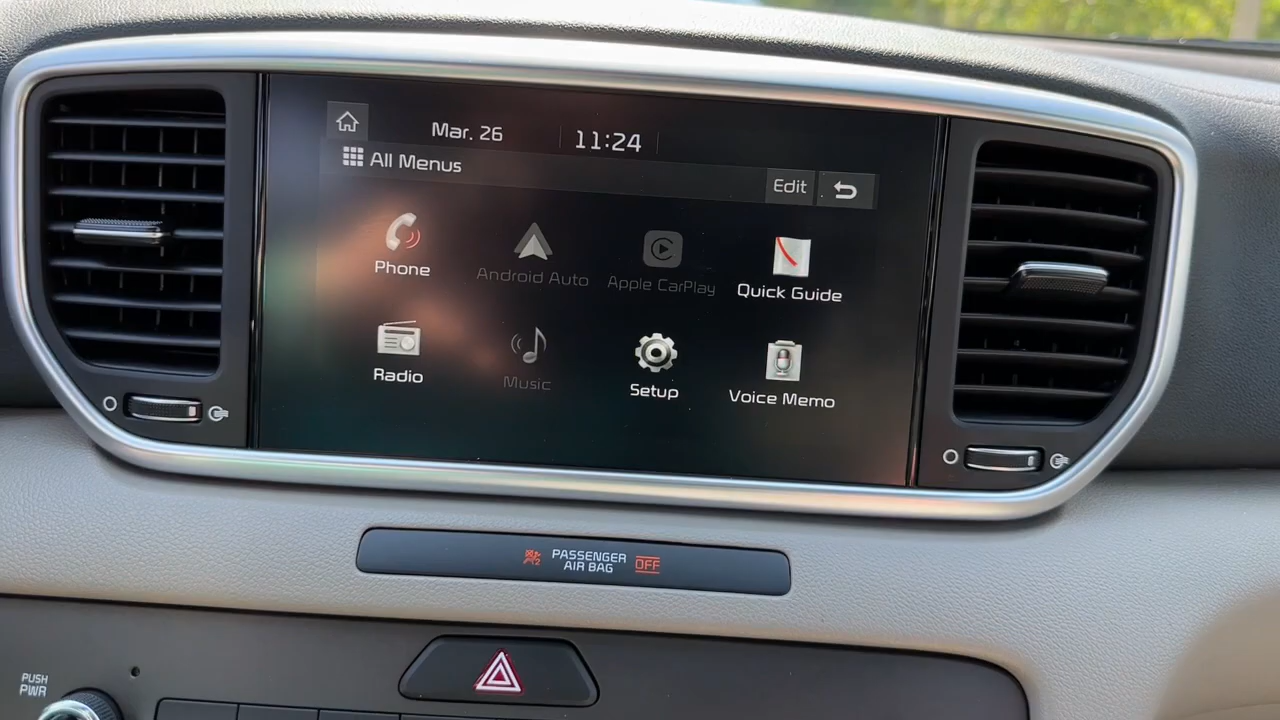 Mar. 26
11:24
All Menus
Edit
Phone
Android Auto
Apple CarPlay
Quick Guide
Radio
Music
Setup
Voice Memo
PASSENGER
AIR BAG
OFF
PUSH
PWR